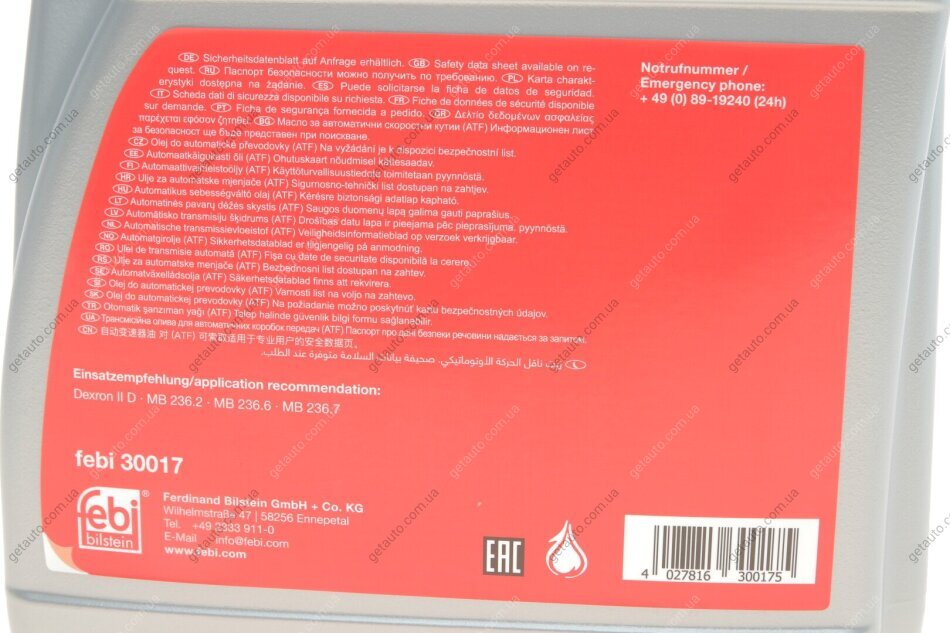 DE Sicherheitsdatenblatt auf Anfrage erhältlich. GB Safety data sheet available on re-
quest. RU Паспорт безопасности можно получить по требованию. PL Karta charakt-
erystyki dostępna na żądanie. ES Puede solicitarse la ficha de datos de seguridad.
IT Scheda dati di sicurezza disponibile su richiesta. FR Fiche de données de sécurité disponible
sur demande. PT Ficha de segurança fornecida a pedido. GR Δελτίο δεδομένων ασφαλείας
παρέχεται εφόσον ζητηθεί. BG Масло за автоматични скоростни кутии (ATF) Информационен лист
за безопасност ще бъде представен при поискване.
CZ Olej do automatické převodovky (ATF) Na vyžádání je k dispozici bezpečnostní list.
EE Automaatkäigukasti õli (ATF) Ohutuskaart nõudmisel kättesaadav.
FI Automaattivaihteistoöljy (ATF) Käyttöturvallisuustiedote toimitetaan pyynnöstä.
HR Ulje za automatske mjenjače (ATF) Sigurnosno-tehnički list dostupan na zahtjev.
HU Automatikus sebességváltó olaj (ATF) Kérésre biztonsági adatlap kapható.
LT Automatinės pavarų dėžės skystis (ATF) Saugos duomenų lapą galima gauti paprašius.
LV Automātisko transmisiju šķidrums (ATF) Drošības datu lapa ir pieejama pēc pieprasījuma. pyynnöstä.
NL Automatische transmissievloeistof (ATF) Veiligheidsinformatieblad op verzoek verkrijgbaar.
NO Automatgirolje (ATF) Sikkerhetsdatablad er tilgjengelig på anmodning.
RO Ulei de transmisie automată (ATF) Fișa cu date de securitate disponibilă la cerere.
RS Ulje za automatske menjače (ATF) Bezbednosni list dostupan na zahtev.
SE Automatväxellådsolja (ATF) Säkerhetsdatablad finns att rekvirera.
SI Olej do automatickej prevodovky (ATF) Varnosti list na voljo na zahtevo.
SK Olej do automatickej prevodovky (ATF) Na požiadanie možno poskytnúť kartu bezpečnostných údajov.
TR Otomatik şanzıman yağı (ATF) Talep halinde güvenlik bilgi formu sağlanabilir.
UA Трансмісійна олива для автоматичних коробок передач (ATF) Паспорт про дані безпеки речовини надається за запитом.
CN 自动变速器油 对 (ATF) 可索取适用于专业用户的安全数据页。
زيت ناقل الحركة الأوتوماتيكي. صحيفة بيانات السلامة متوفرة عند الطلب.
Notrufnummer /
Emergency phone:
+ 49 (0) 89-19240 (24h)
Einsatzempfehlung/application recommendation:
Dexron II D · MB 236.2 · MB 236.6 · MB 236.7
febi 30017
febi ®
bilstein
Ferdinand Bilstein GmbH + Co. KG
Wilhelmstraße 47 | 58256 Ennepetal
Tel. +49 2333 911-0
E-Mail info@febi.com
www.febi.com
EAC
4 027816 300175
getauto.com.ua